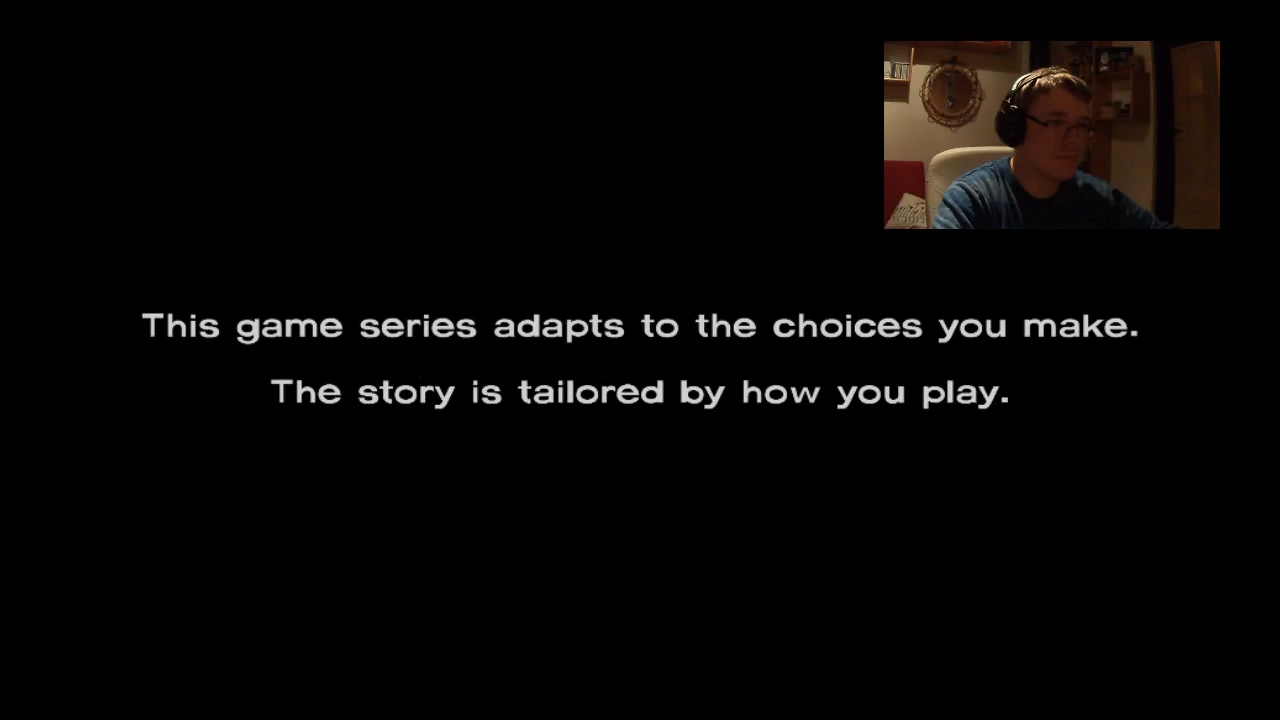 This game series adapts to the choices you make.
The story is tailored by how you play.